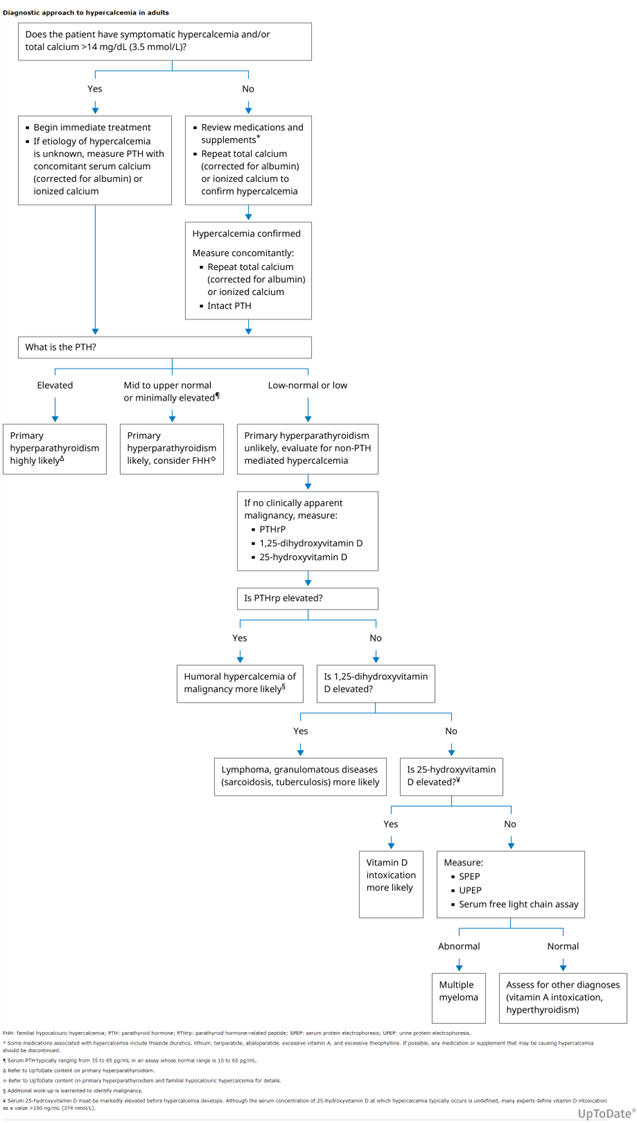 Diagnostic approach to hypercalcemia in adults
Does the patient have symptomatic hypercalcemia and/or
total calcium >14 mg/dL (3.5 mmol/L)?
Yes
No
▪ Begin immediate treatment
▪ If etiology of hypercalcemia
is unknown, measure PTH with
concomitant serum calcium
(corrected for albumin) or
ionized calcium
▪ Review medications and
supplements*
▪ Repeat total calcium
(corrected for albumin)
or ionized calcium to
confirm hypercalcemia
Hypercalcemia confirmed
Measure concomitantly:
▪ Repeat total calcium
(corrected for albumin)
or ionized calcium
▪ Intact PTH
What is the PTH?
Elevated
Mid to upper normal
or minimally elevated¶
Low-normal or low
Primary
hyperparathyroidism
highly likelyΔ
Primary
hyperparathyroidism
likely, consider FHH◇
Primary hyperparathyroidism
unlikely, evaluate for non-PTH
mediated hypercalcemia
If no clinically apparent
malignancy, measure:
▪ PTHrP
▪ 1,25-dihydroxyvitamin D
▪ 25-hydroxyvitamin D
Is PTHrp elevated?
Yes
No
Humoral hypercalcemia of
malignancy more likely§
Is 1,25-dihydroxyvitamin
D elevated?
Yes
No
Lymphoma, granulomatous diseases
(sarcoidosis, tuberculosis) more likely
Is 25-hydroxyvitamin
D elevated?¥
Yes
No
Vitamin D
intoxication
more likely
Measure:
▪ SPEP
▪ UPEP
▪ Serum free light chain assay
Abnormal
Normal
Multiple
myeloma
Assess for other diagnoses
(vitamin A intoxication,
hyperthyroidism)
FHH: familial hypocalciuric hypercalcemia; PTH: parathyroid hormone; PTHrp: parathyroid hormone-related peptide; SPEP: serum protein electrophoresis; UPEP: urine protein electrophoresis.
* Some medications associated with hypercalcemia include thiazide diuretics, lithium, teriparatide, abaloparatide, excessive vitamin A, and excessive theophylline. If possible, any medication or supplement that may be causing hypercalcemia
should be discontinued.
¶ Serum PTH typically ranging from 35 to 65 pg/mL in an assay whose normal range is 10 to 60 pg/mL.
Δ Refer to UpToDate content on primary hyperparathyroidism.
◇ Refer to UpToDate content on primary hyperparathyroidism and familial hypocalciuric hypercalcemia for details.
§ Additional work-up is warranted to identify malignancy.
¥ Serum 25-hydroxyvitamin D must be markedly elevated before hypercalcemia develops. Although the serum concentration of 25-hydroxyvitamin D at which hypercalcemia typically occurs is undefined, many experts define vitamin D intoxication
as a value >150 ng/mL (374 nmol/L).
UpToDate®